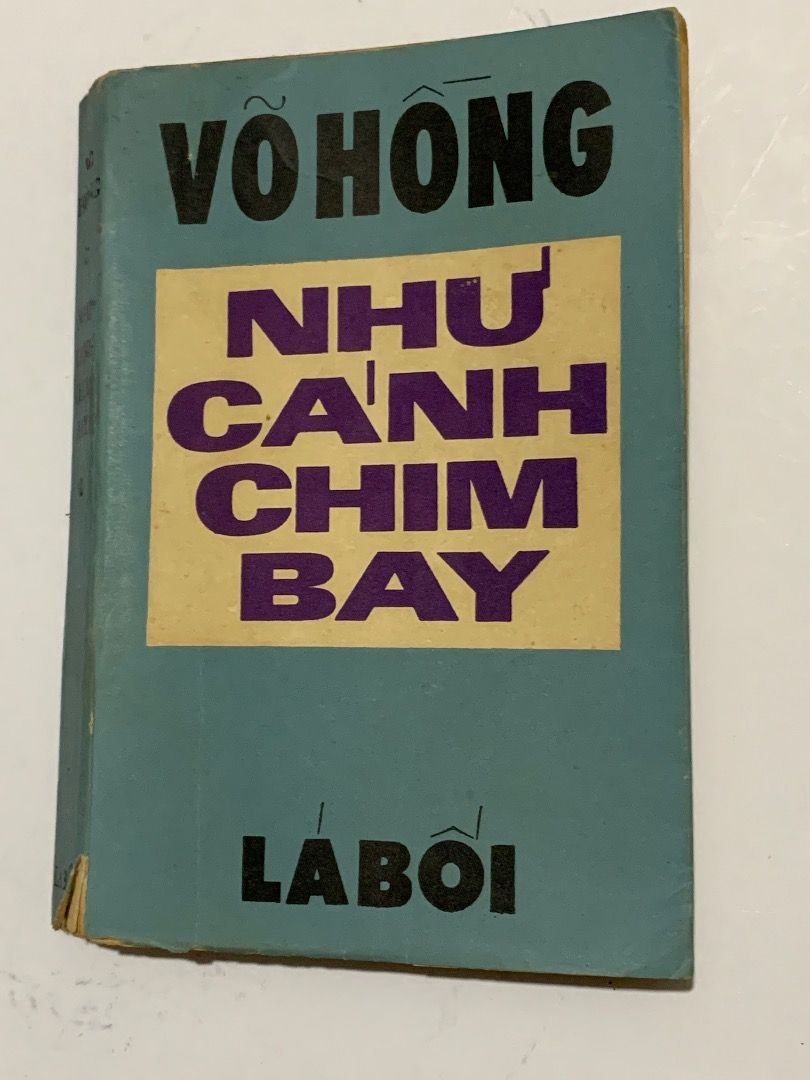 VÕ HỒNG
NHƯ
CÁNH
CHIM
BAY
LÁ BỐI